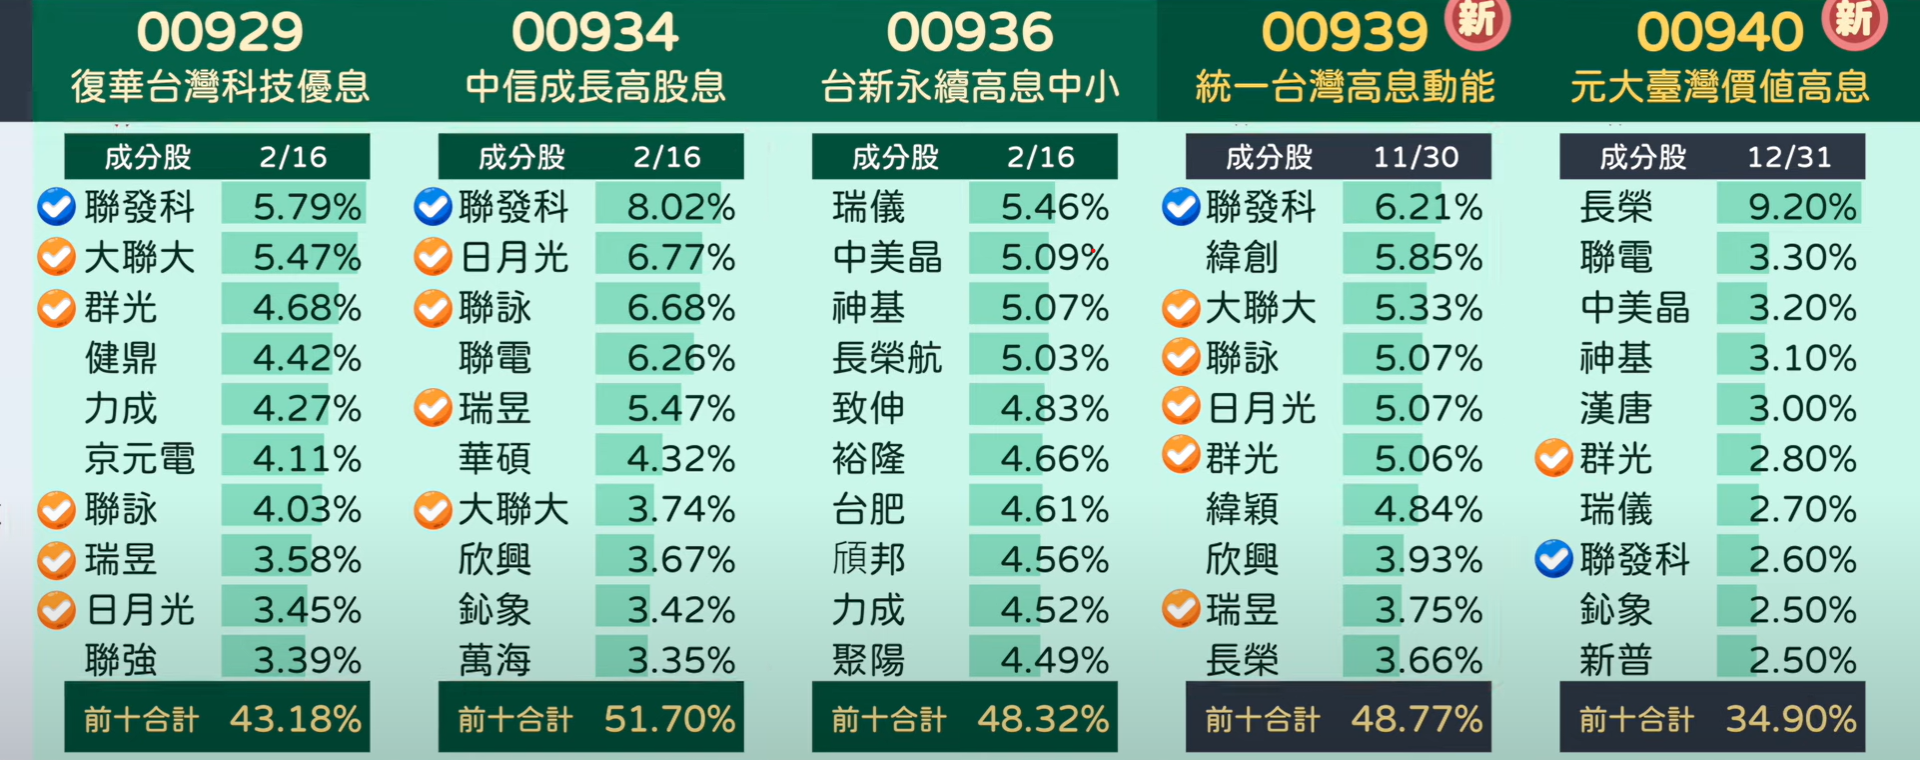 00929
復華台灣科技優息
成分股 2/16
聯發科 5.79%
大聯大 5.47%
群光 4.68%
健鼎 4.42%
力成 4.27%
京元電 4.11%
聯詠 4.03%
瑞昱 3.58%
日月光 3.45%
聯強 3.39%
前十合計 43.18%
00934
中信成長高股息
成分股 2/16
聯發科 8.02%
日月光 6.77%
聯詠 6.68%
聯電 6.26%
瑞昱 5.47%
華碩 4.32%
大聯大 3.74%
欣興 3.67%
鈊象 3.42%
萬海 3.35%
前十合計 51.70%
00936
台新永續高息中小
成分股 2/16
瑞儀 5.46%
中美晶 5.09%
神基 5.07%
長榮航 5.03%
致伸 4.83%
裕隆 4.66%
台肥 4.61%
頎邦 4.56%
力成 4.52%
聚陽 4.49%
前十合計 48.32%
00939 新
統一台灣高息動能
成分股 11/30
聯發科 6.21%
緯創 5.85%
大聯大 5.33%
聯詠 5.07%
日月光 5.07%
群光 5.06%
緯穎 4.84%
欣興 3.93%
瑞昱 3.75%
長榮 3.66%
前十合計 48.77%
00940 新
元大臺灣價值高息
成分股 12/31
長榮 9.20%
聯電 3.30%
中美晶 3.20%
神基 3.10%
漢唐 3.00%
群光 2.80%
瑞儀 2.70%
聯發科 2.60%
鈊象 2.50%
新普 2.50%
前十合計 34.90%